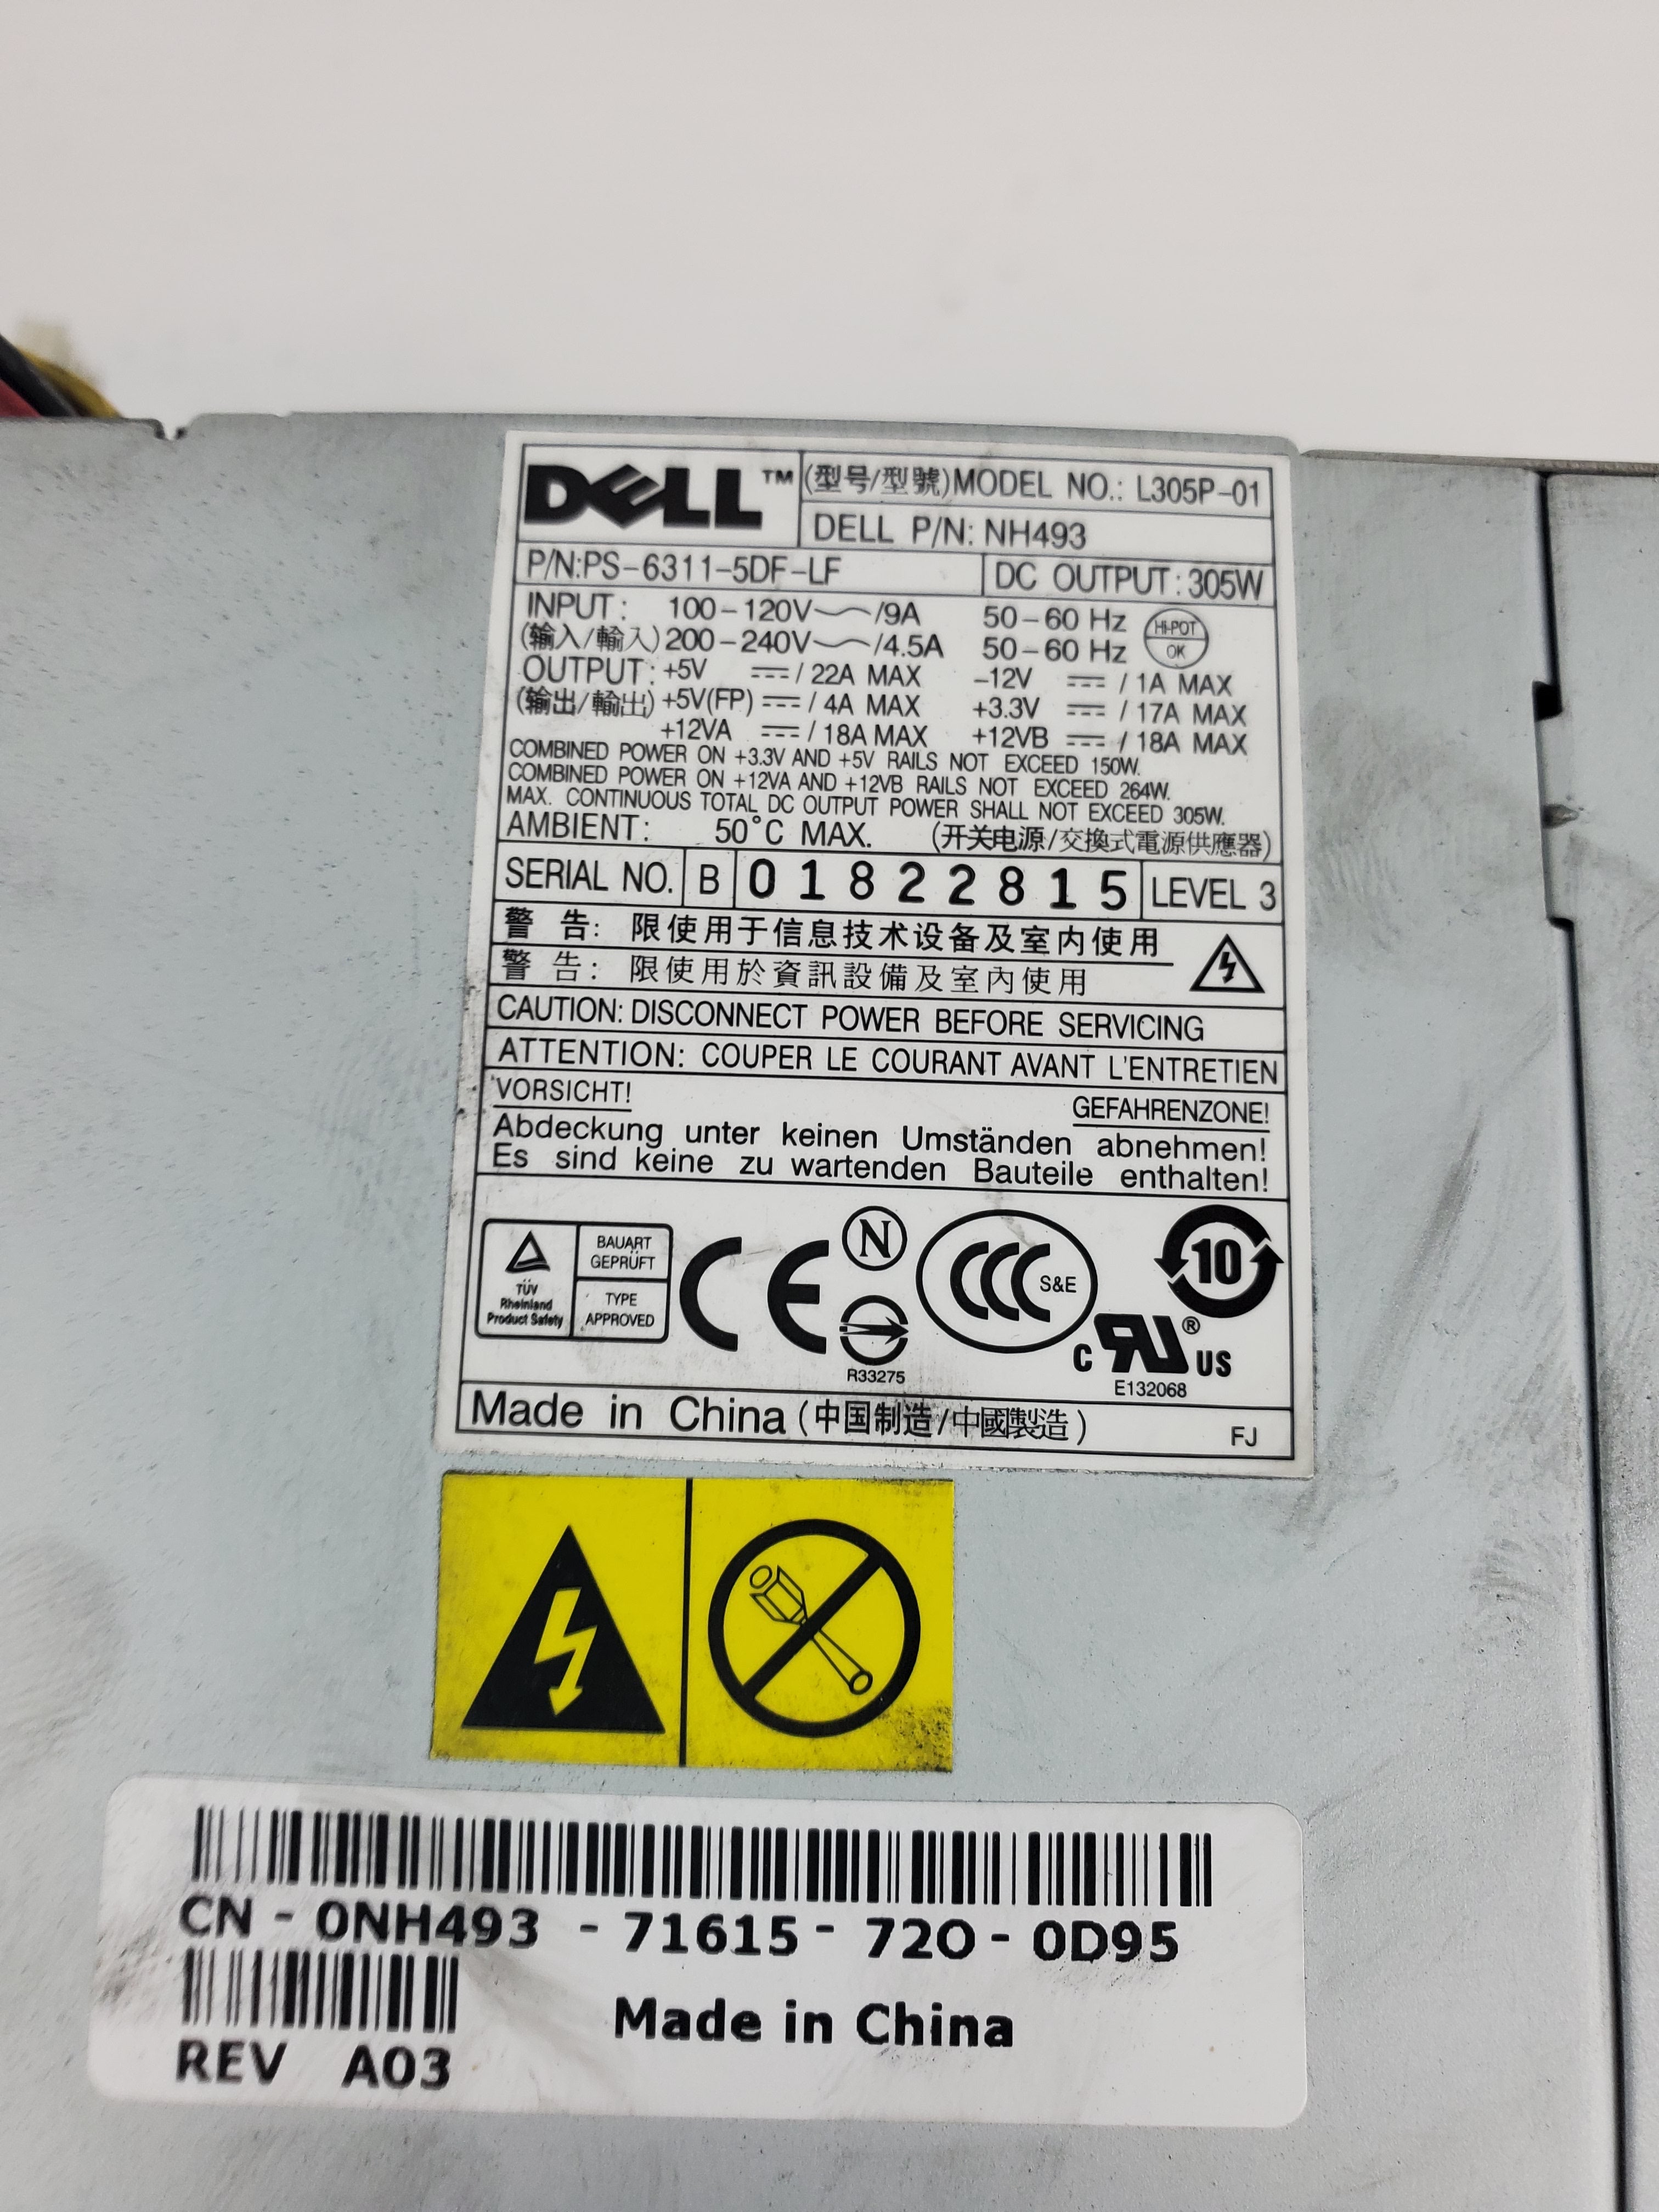 DELL™
(型号/型號)MODEL NO.: L305P-01
DELL P/N: NH493
P/N:PS-6311-5DF-LF
DC OUTPUT: 305W
INPUT: 100-120V~/9A 50-60 Hz
(输入/輸入) 200-240V~/4.5A 50-60 Hz
HI-POT
OK
OUTPUT: +5V ⎓/ 22A MAX -12V ⎓/ 1A MAX
(输出/輸出) +5V(FP) ⎓/ 4A MAX +3.3V ⎓/ 17A MAX
+12VA ⎓/ 18A MAX +12VB ⎓/ 18A MAX
COMBINED POWER ON +3.3V AND +5V RAILS NOT EXCEED 150W.
COMBINED POWER ON +12VA AND +12VB RAILS NOT EXCEED 264W.
MAX. CONTINUOUS TOTAL DC OUTPUT POWER SHALL NOT EXCEED 305W.
AMBIENT: 50°C MAX. (开关电源/交換式電源供應器)
SERIAL NO. B 01822815 LEVEL 3
警 告: 限使用于信息技术设备及室内使用
警 告: 限使用於資訊設備及室內使用
CAUTION: DISCONNECT POWER BEFORE SERVICING
ATTENTION: COUPER LE COURANT AVANT L'ENTRETIEN
VORSICHT! GEFAHRENZONE!
Abdeckung unter keinen Umständen abnehmen!
Es sind keine zu wartenden Bauteile enthalten!
TÜV
Rheinland
Product Safety
BAUART
GEPRÜFT
TYPE
APPROVED
CE
N
R33275
CCC S&E
10
C RU® US
E132068
Made in China (中国制造/中國製造) FJ
CN - 0NH493 - 71615 - 720 - 0D95
Made in China
REV A03